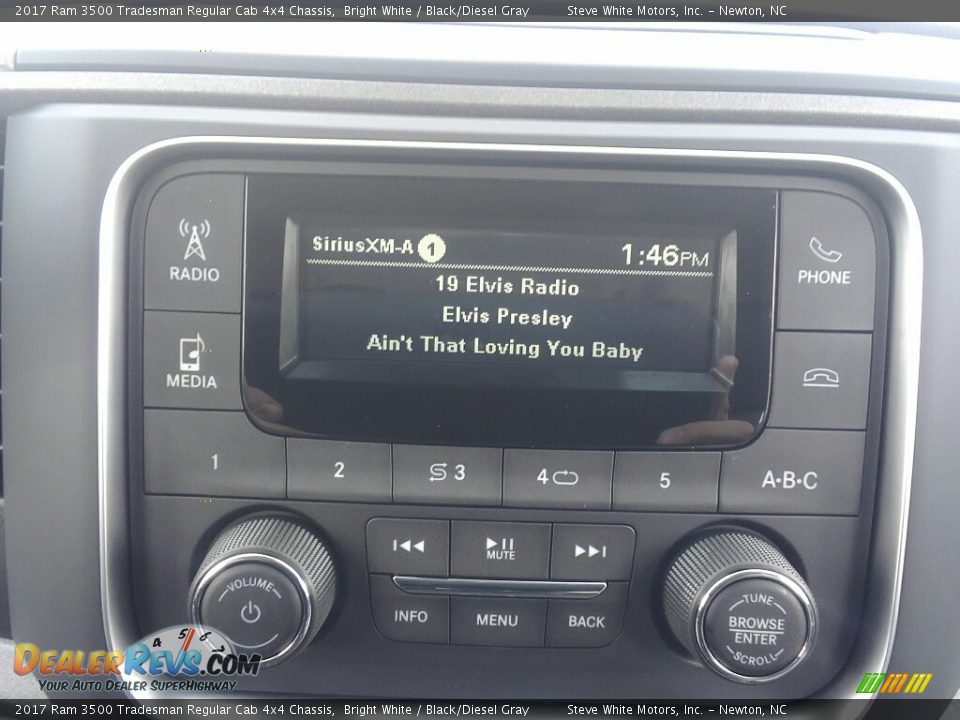 2017 Ram 3500 Tradesman Regular Cab 4x4 Chassis, Bright White / Black/Diesel Gray Steve White Motors, Inc. - Newton, NC
SiriusXM-A 1 1:46PM
19 Elvis Radio
Elvis Presley
Ain't That Loving You Baby
RADIO
PHONE
MEDIA
1 2 3 4 5 A·B·C
MUTE
VOLUME
INFO MENU BACK
TUNE
BROWSE
ENTER
SCROLL
4 5 6
DealerRevs.com
Your Auto Dealer SuperHighway
2017 Ram 3500 Tradesman Regular Cab 4x4 Chassis, Bright White / Black/Diesel Gray Steve White Motors, Inc. - Newton, NC